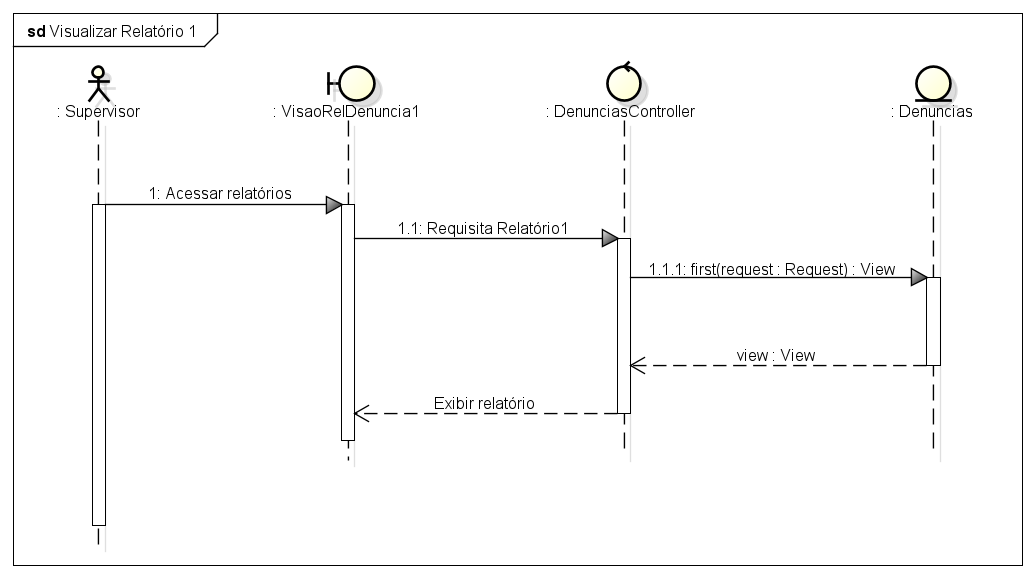 sd Visualizar Relatório 1
: Supervisor
: VisaoRelDenuncia1
: DenunciasController
: Denuncias
1: Acessar relatórios
1.1: Requisita Relatório1
1.1.1: first(request : Request) : View
view : View
Exibir relatório